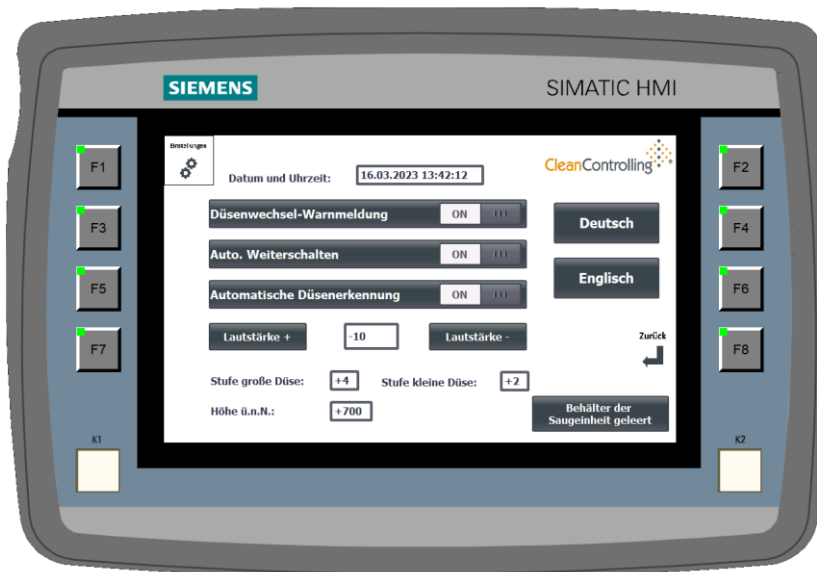 SIEMENS
SIMATIC HMI
F1
F2
F3
F4
F5
F6
F7
F8
K1
K2
Einstellungen
CleanControlling
Datum und Uhrzeit: 16.03.2023 13:42:12
Düsenwechsel-Warnmeldung ON
Deutsch
Auto. Weiterschalten ON
Englisch
Automatische Düsenerkennung ON
Lautstärke + -10 Lautstärke -
Zurück
Stufe große Düse: +4 Stufe kleine Düse: +2
Höhe ü.n.N.: +700
Behälter der
Saugeinheit geleert